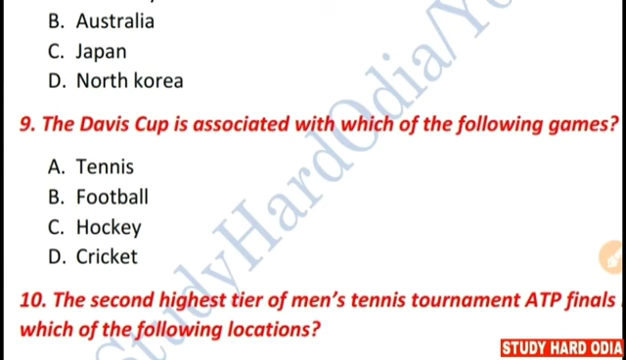 B. Australia
C. Japan
D. North korea
9. The Davis Cup is associated with which of the following games?
A. Tennis
B. Football
C. Hockey
D. Cricket
10. The second highest tier of men's tennis tournament ATP finals
which of the following locations?
StudyHardOdia/Y
STUDY HARD ODIA